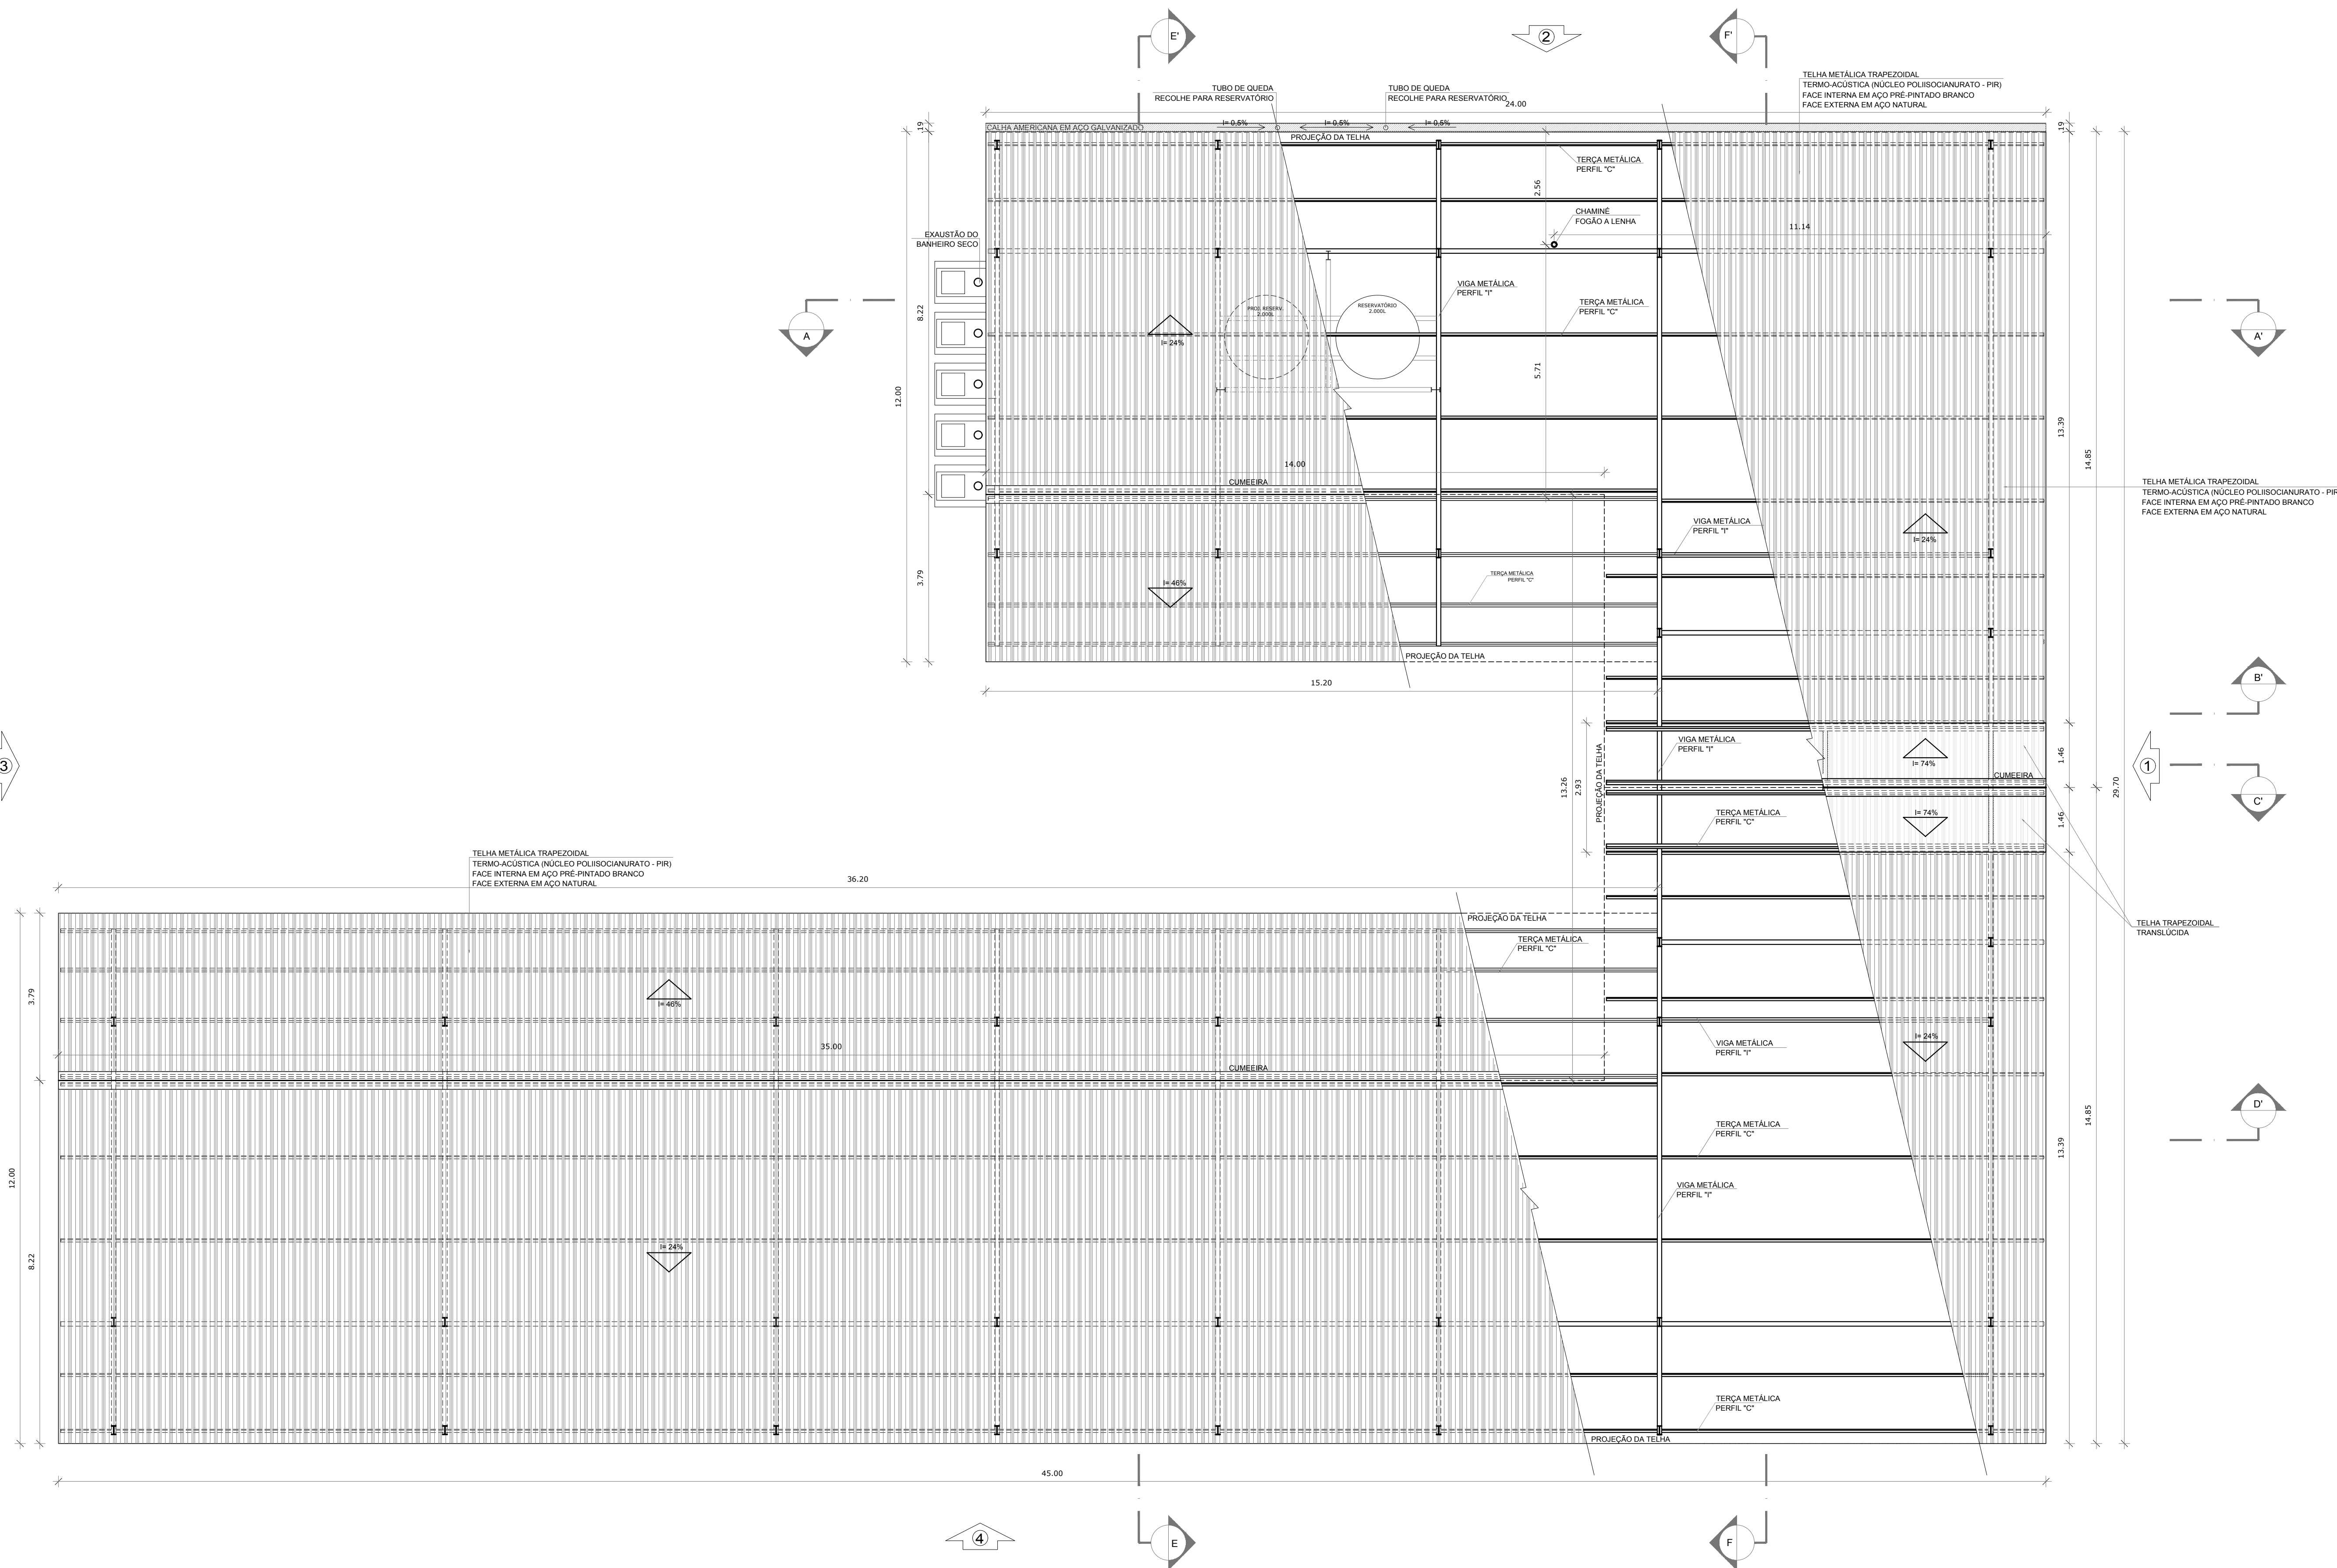 E'
2
F'
TUBO DE QUEDA
RECOLHE PARA RESERVATÓRIO
TUBO DE QUEDA
RECOLHE PARA RESERVATÓRIO
24.00
TELHA METÁLICA TRAPEZOIDAL
TERMO-ACÚSTICA (NÚCLEO POLIISOCIANURATO - PIR)
FACE INTERNA EM AÇO PRÉ-PINTADO BRANCO
FACE EXTERNA EM AÇO NATURAL
.19
CALHA AMERICANA EM AÇO GALVANIZADO
I= 0,5%
I= 0,5%
I= 0,5%
.19
PROJEÇÃO DA TELHA
TERÇA METÁLICA
PERFIL "C"
2.56
CHAMINÉ
FOGÃO A LENHA
11.14
EXAUSTÃO DO
BANHEIRO SECO
VIGA METÁLICA
PERFIL "I"
TERÇA METÁLICA
PERFIL "C"
PROJ. RESERV.
2.000L
RESERVATÓRIO
2.000L
8.22
A
I= 24%
A'
5.71
12.00
13.39
14.85
14.00
CUMEEIRA
TELHA METÁLICA TRAPEZOIDAL
TERMO-ACÚSTICA (NÚCLEO POLIISOCIANURATO - PIR
FACE INTERNA EM AÇO PRÉ-PINTADO BRANCO
FACE EXTERNA EM AÇO NATURAL
VIGA METÁLICA
PERFIL "I"
I= 24%
3.79
I= 46%
TERÇA METÁLICA
PERFIL "C"
PROJEÇÃO DA TELHA
15.20
B'
VIGA METÁLICA
PERFIL "I"
I= 74%
1.46
3
1
CUMEEIRA
PROJEÇÃO DA TELHA
13.26
2.93
29.70
C'
TERÇA METÁLICA
PERFIL "C"
I= 74%
1.46
TELHA METÁLICA TRAPEZOIDAL
TERMO-ACÚSTICA (NÚCLEO POLIISOCIANURATO - PIR)
FACE INTERNA EM AÇO PRÉ-PINTADO BRANCO
FACE EXTERNA EM AÇO NATURAL
36.20
PROJEÇÃO DA TELHA
TELHA TRAPEZOIDAL
TRANSLÚCIDA
TERÇA METÁLICA
PERFIL "C"
3.79
I= 46%
VIGA METÁLICA
PERFIL "I"
I= 24%
35.00
CUMEEIRA
D'
14.85
TERÇA METÁLICA
PERFIL "C"
13.39
12.00
VIGA METÁLICA
PERFIL "I"
8.22
I= 24%
TERÇA METÁLICA
PERFIL "C"
PROJEÇÃO DA TELHA
45.00
4
E
F